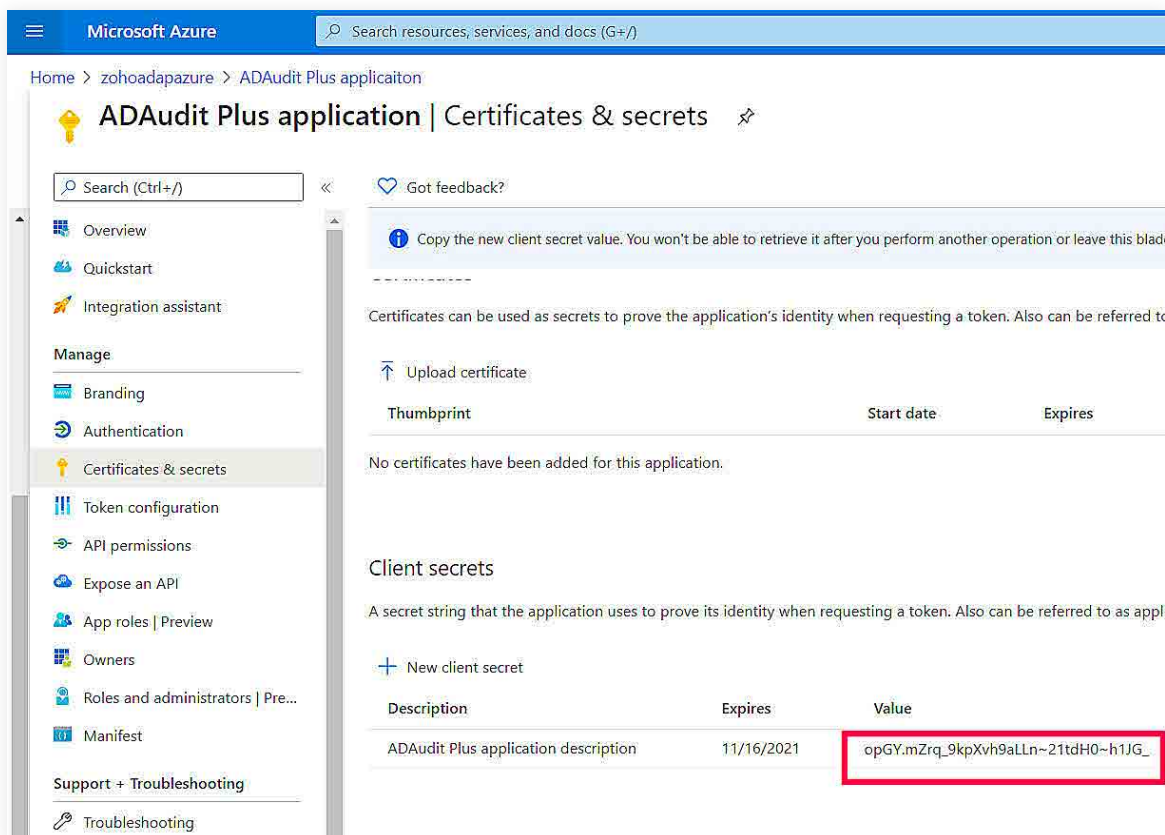 Microsoft Azure
Search resources, services, and docs (G+/)
Home > zohoadapazure > ADAudit Plus applicaiton
ADAudit Plus application | Certificates & secrets
Search (Ctrl+/)
«
Got feedback?
Overview
Quickstart
Integration assistant
Manage
Branding
Authentication
Certificates & secrets
Token configuration
API permissions
Expose an API
App roles | Preview
Owners
Roles and administrators | Pre...
Manifest
Support + Troubleshooting
Troubleshooting
Copy the new client secret value. You won't be able to retrieve it after you perform another operation or leave this blade
Certificates can be used as secrets to prove the application's identity when requesting a token. Also can be referred to
Upload certificate
Thumbprint Start date Expires
No certificates have been added for this application.
Client secrets
A secret string that the application uses to prove its identity when requesting a token. Also can be referred to as appl
New client secret
Description Expires Value
ADAudit Plus application description 11/16/2021 opGY.mZrq_9kpXvh9aLLn~21tdH0~h1JG_